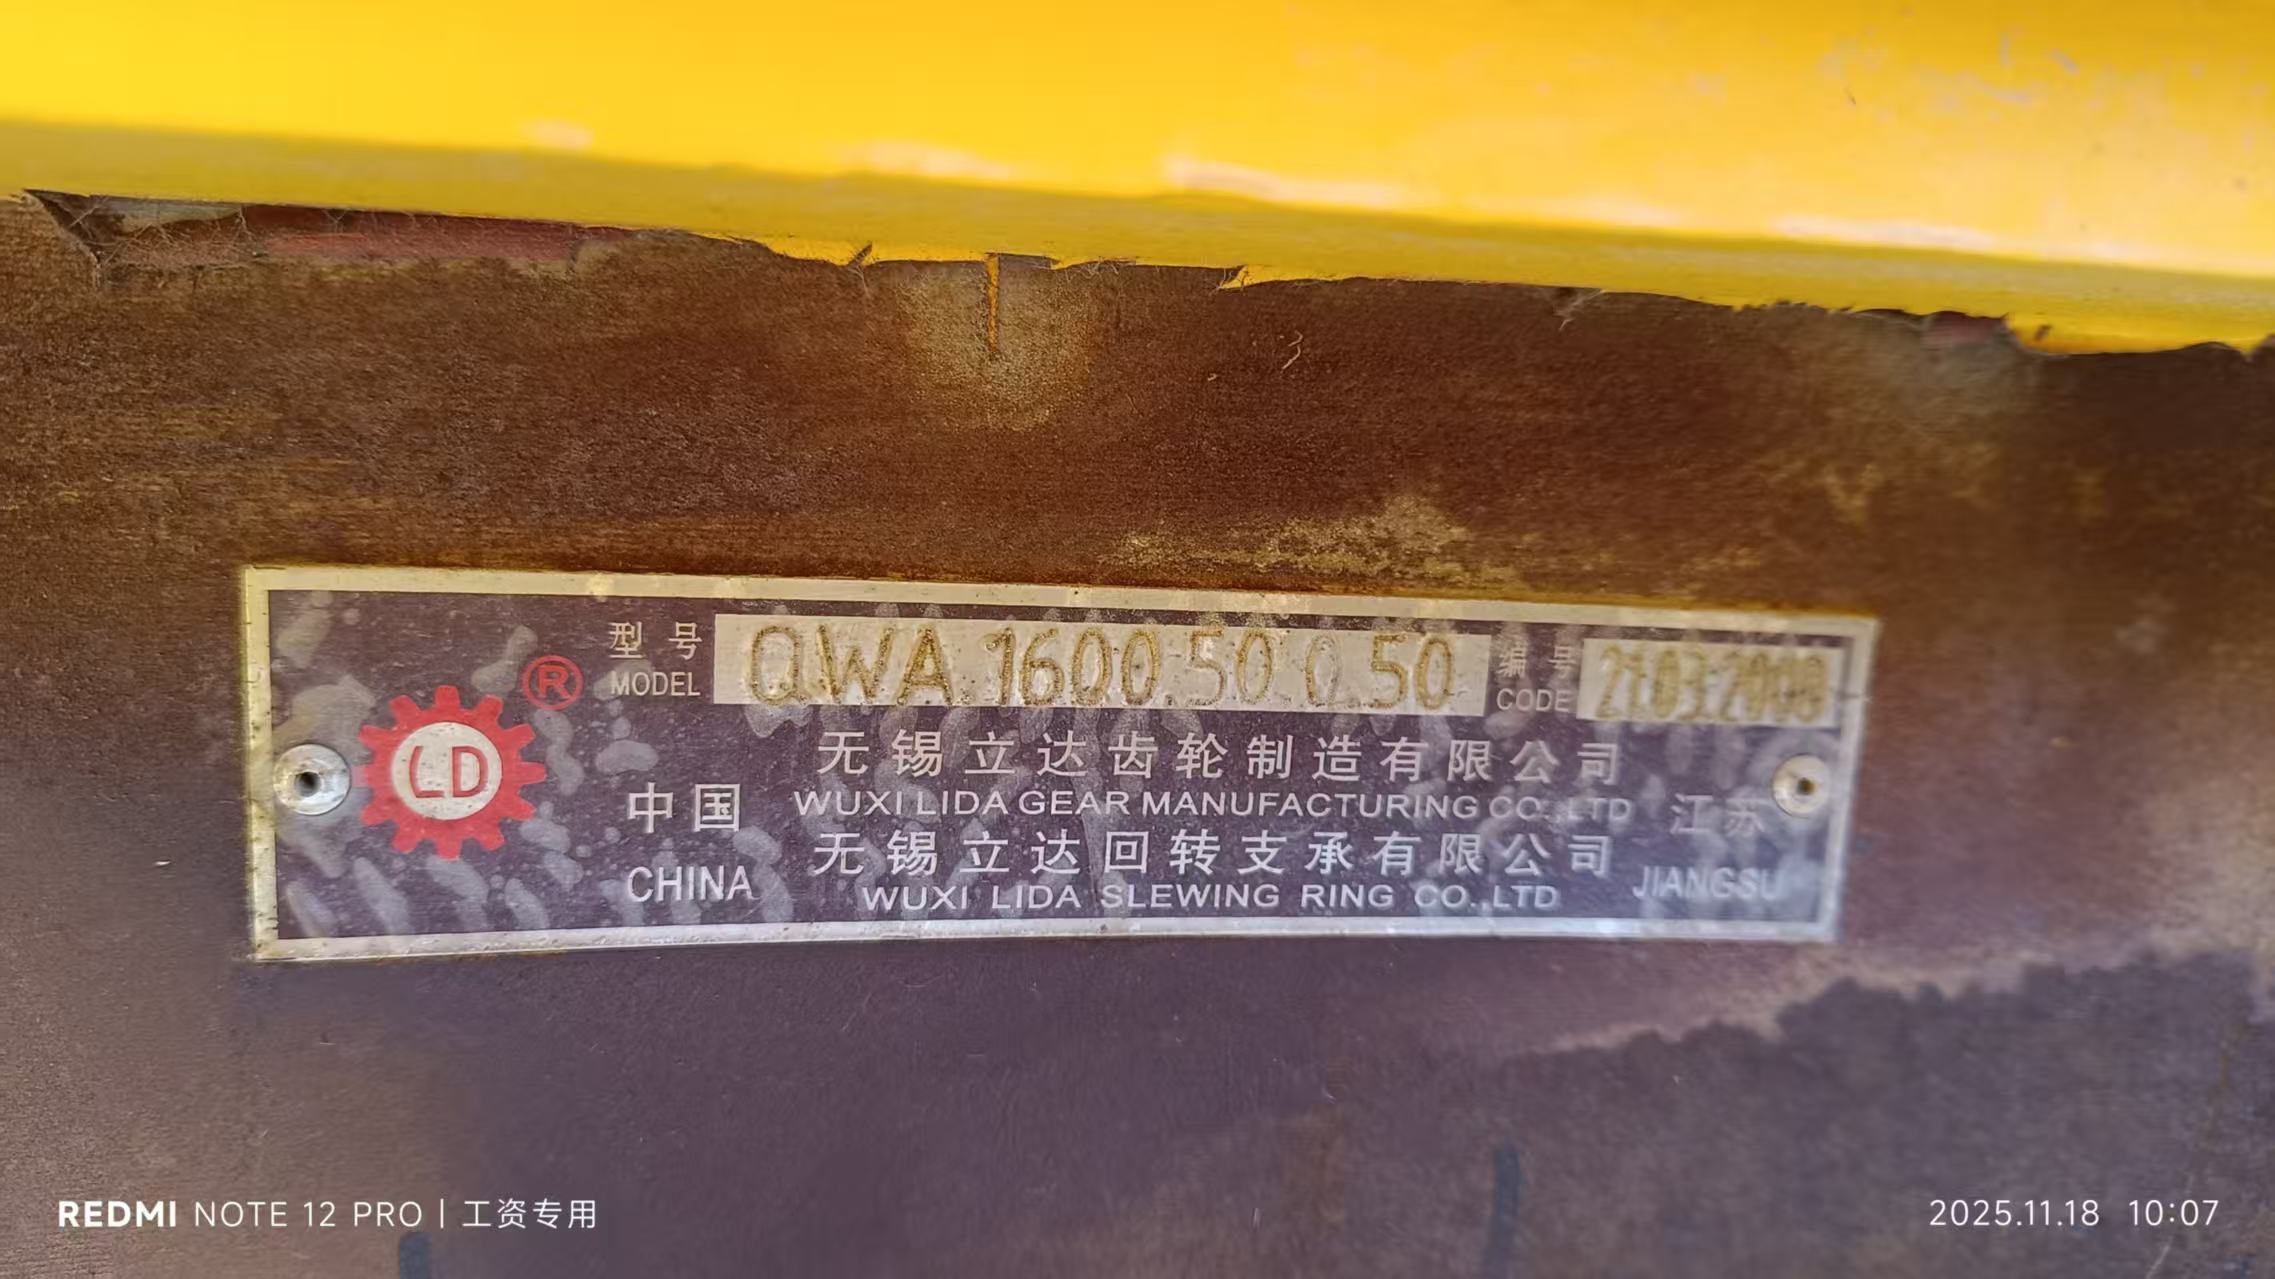 型号 MODEL QWA.1600.50 0.50 编号 CODE
®
LD
无锡立达齿轮制造有限公司
中国 WUXI LIDA GEAR MANUFACTURING CO.,LTD 江苏
无锡立达回转支承有限公司
CHINA WUXI LIDA SLEWING RING CO.,LTD JIANGSU
REDMI NOTE 12 PRO | 工资专用 2025.11.18 10:07